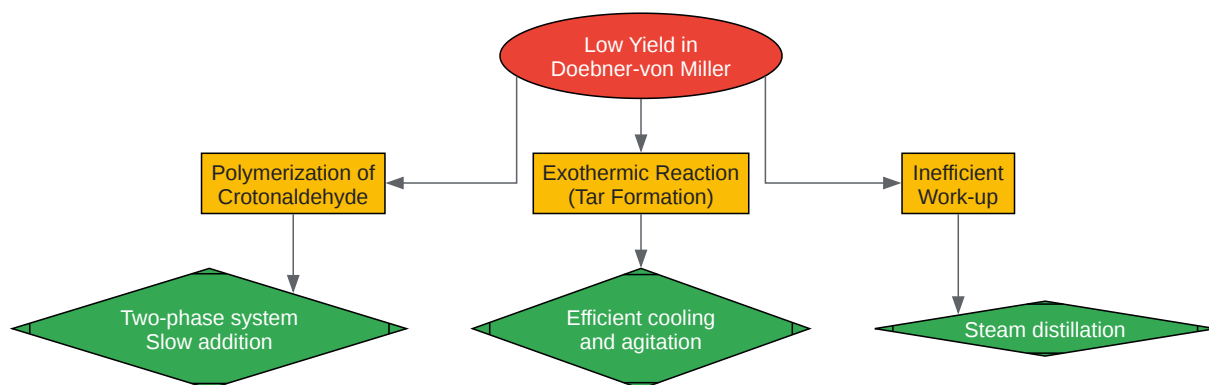 Low Yield in
Doebner-von Miller
Polymerization of
Crotonaldehyde
Exothermic Reaction
(Tar Formation)
Inefficient
Work-up
Two-phase system
Slow addition
Efficient cooling
and agitation
Steam distillation